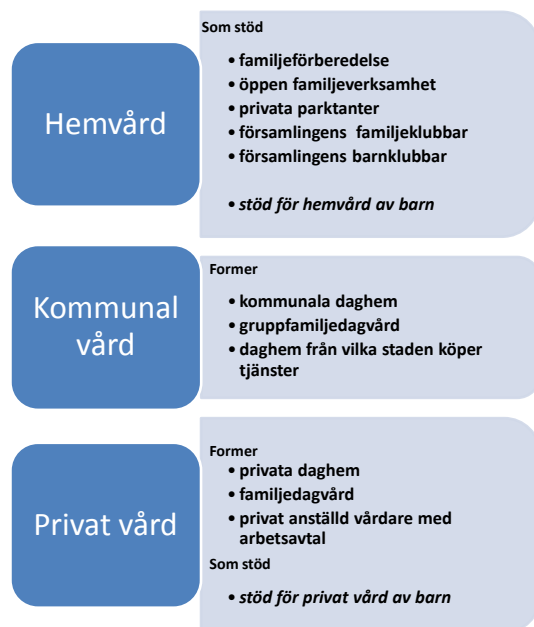 Hemvård
Som stöd
• familjeförberedelse
• öppen familjeverksamhet
• privata parktanter
• församlingens familjeklubbar
• församlingens barnklubbar
• stöd för hemvård av barn
Kommunal
vård
Former
• kommunala daghem
• gruppfamiljedagvård
• daghem från vilka staden köper
tjänster
Privat vård
Former
• privata daghem
• familjedagvård
• privat anställd vårdare med
arbetsavtal
Som stöd
• stöd för privat vård av barn